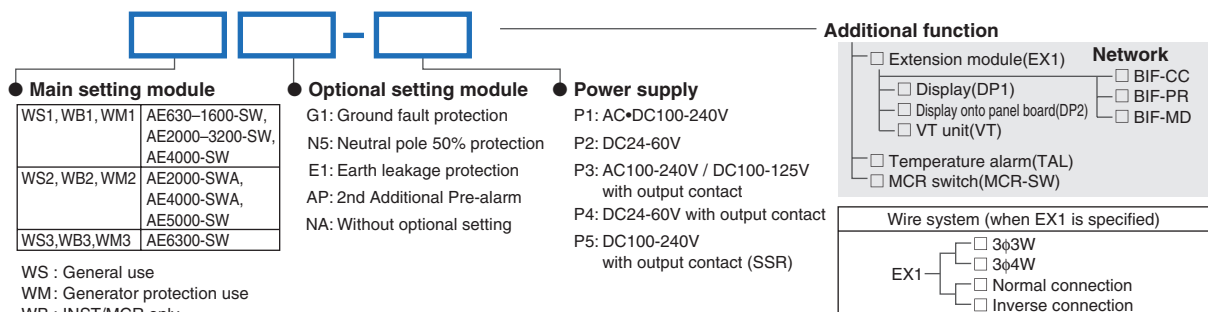 Additional function
Extension module(EX1)
Network
BIF-CC
BIF-PR
BIF-MD
Display(DP1)
Display onto panel board(DP2)
VT unit(VT)
Temperature alarm(TAL)
MCR switch(MCR-SW)
● Main setting module
WS1, WB1, WM1 AE630–1600-SW,
AE2000–3200-SW,
AE4000-SW
WS2, WB2, WM2 AE2000-SWA,
AE4000-SWA,
AE5000-SW
WS3,WB3,WM3 AE6300-SW
WS : General use
WM : Generator protection use
WB : INST/MCR only
● Optional setting module
G1: Ground fault protection
N5: Neutral pole 50% protection
E1: Earth leakage protection
AP: 2nd Additional Pre-alarm
NA: Without optional setting
● Power supply
P1: AC•DC100-240V
P2: DC24-60V
P3: AC100-240V / DC100-125V
with output contact
P4: DC24-60V with output contact
P5: DC100-240V
with output contact (SSR)
Wire system (when EX1 is specified)
EX1
3ϕ3W
3ϕ4W
Normal connection
Inverse connection